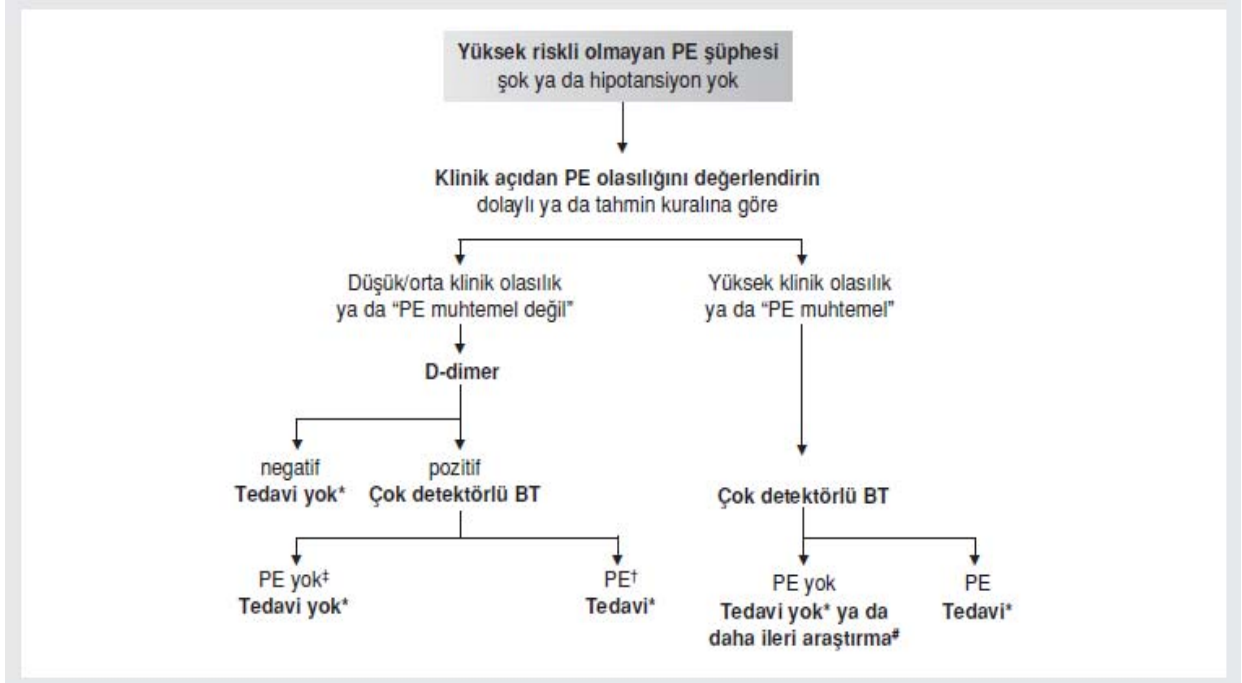 Yüksek riskli olmayan PE şüphesi
şok ya da hipotansiyon yok
Klinik açıdan PE olasılığını değerlendirin
dolaylı ya da tahmin kuralına göre
Düşük/orta klinik olasılık
ya da “PE muhtemel değil”
Yüksek klinik olasılık
ya da “PE muhtemel”
D-dimer
negatif
Tedavi yok*
pozitif
Çok detektörlü BT
Çok detektörlü BT
PE yok‡
Tedavi yok*
PE†
Tedavi*
PE yok
Tedavi yok* ya da
daha ileri araştırma#
PE
Tedavi*